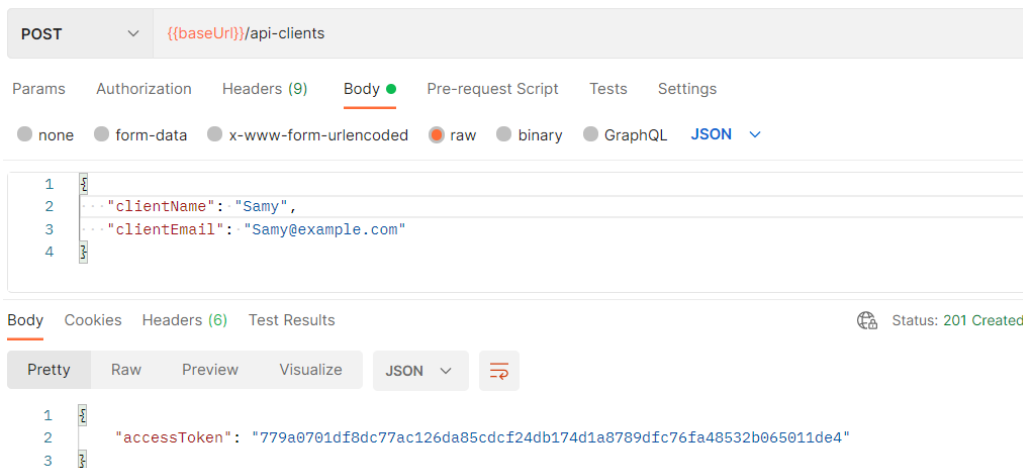 POST {{baseUrl}}/api-clients
Params Authorization Headers (9) Body Pre-request Script Tests Settings
none form-data x-www-form-urlencoded raw binary GraphQL JSON
1 {
2 "clientName": "Samy",
3 "clientEmail": "Samy@example.com"
4 }
Body Cookies Headers (6) Test Results Status: 201 Created
Pretty Raw Preview Visualize JSON
1 {
2 "accessToken": "779a0701df8dc77ac126da85cdcf24db174d1a8789dfc76fa48532b065011de4"
3 }